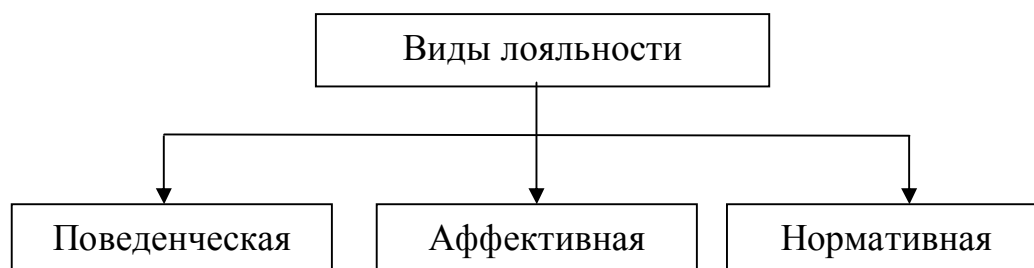 Виды лояльности
Поведенческая
Аффективная
Нормативная